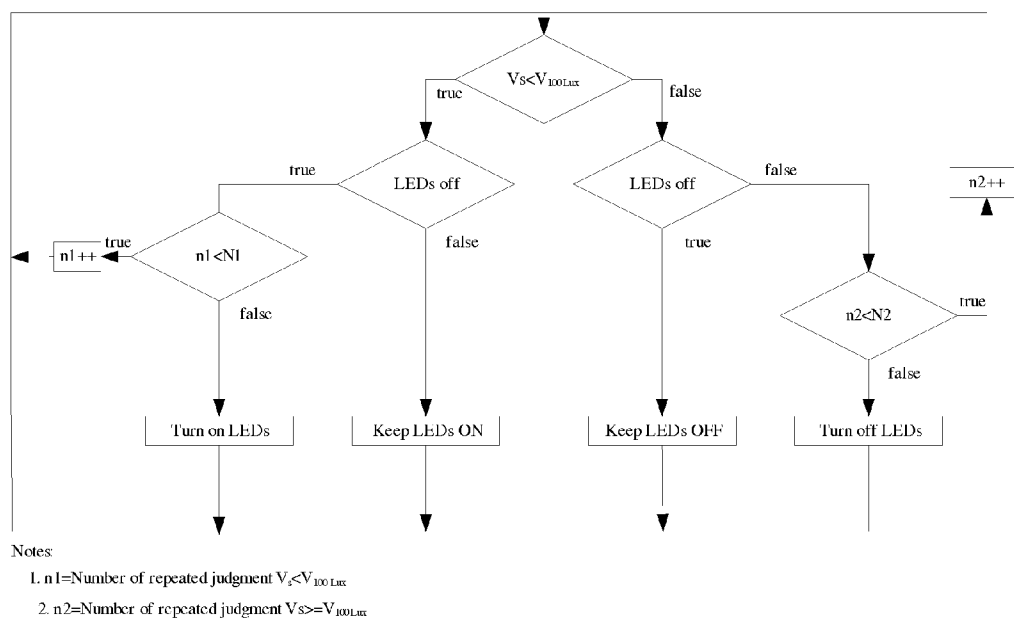 Vs<V100Lux
true
false
LEDs off
LEDs off
true
false
false
true
n1<N1
true
n1++
false
n2++
n2<N2
true
false
Turn on LEDs
Keep LEDs ON
Keep LEDs OFF
Turn off LEDs
Notes:
1. n1=Number of repeated judgment Vs<V100 Lux
2. n2=Number of repeated judgment Vs>=V100Lux